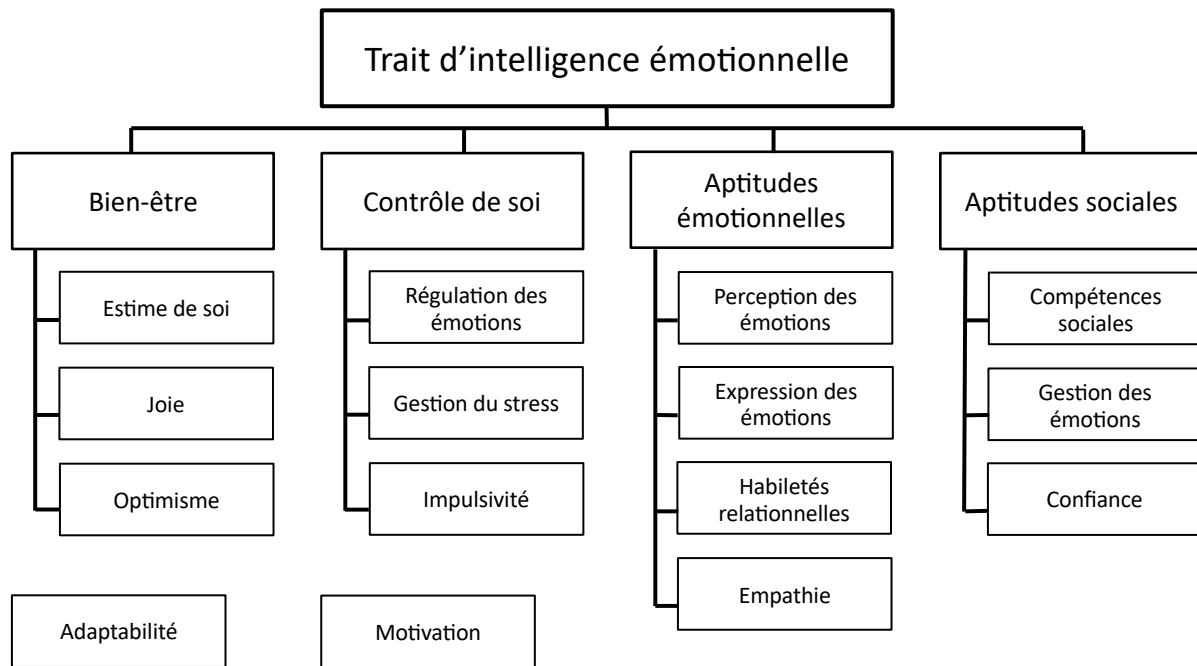 Trait d’intelligence émotionnelle
Bien-être
Estime de soi
Joie
Optimisme
Contrôle de soi
Régulation des
émotions
Gestion du stress
Impulsivité
Aptitudes
émotionnelles
Perception des
émotions
Expression des
émotions
Habiletés
relationnelles
Empathie
Aptitudes sociales
Compétences
sociales
Gestion des
émotions
Confiance
Adaptabilité
Motivation